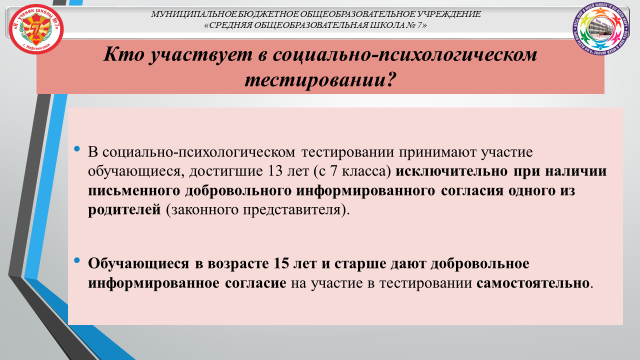 МУНИЦИПАЛЬНОЕ БЮДЖЕТНОЕ ОБЩЕОБРАЗОВАТЕЛЬНОЕ УЧРЕЖДЕНИЕ
«СРЕДНЯЯ ОБЩЕОБРАЗОВАТЕЛЬНАЯ ШКОЛА № 7»
Кто участвует в социально-психологическом
тестировании?
• В социально-психологическом тестировании принимают участие
обучающиеся, достигшие 13 лет (с 7 класса) исключительно при наличии
письменного добровольного информированного согласия одного из
родителей (законного представителя).
• Обучающиеся в возрасте 15 лет и старше дают добровольное
информированное согласие на участие в тестировании самостоятельно.